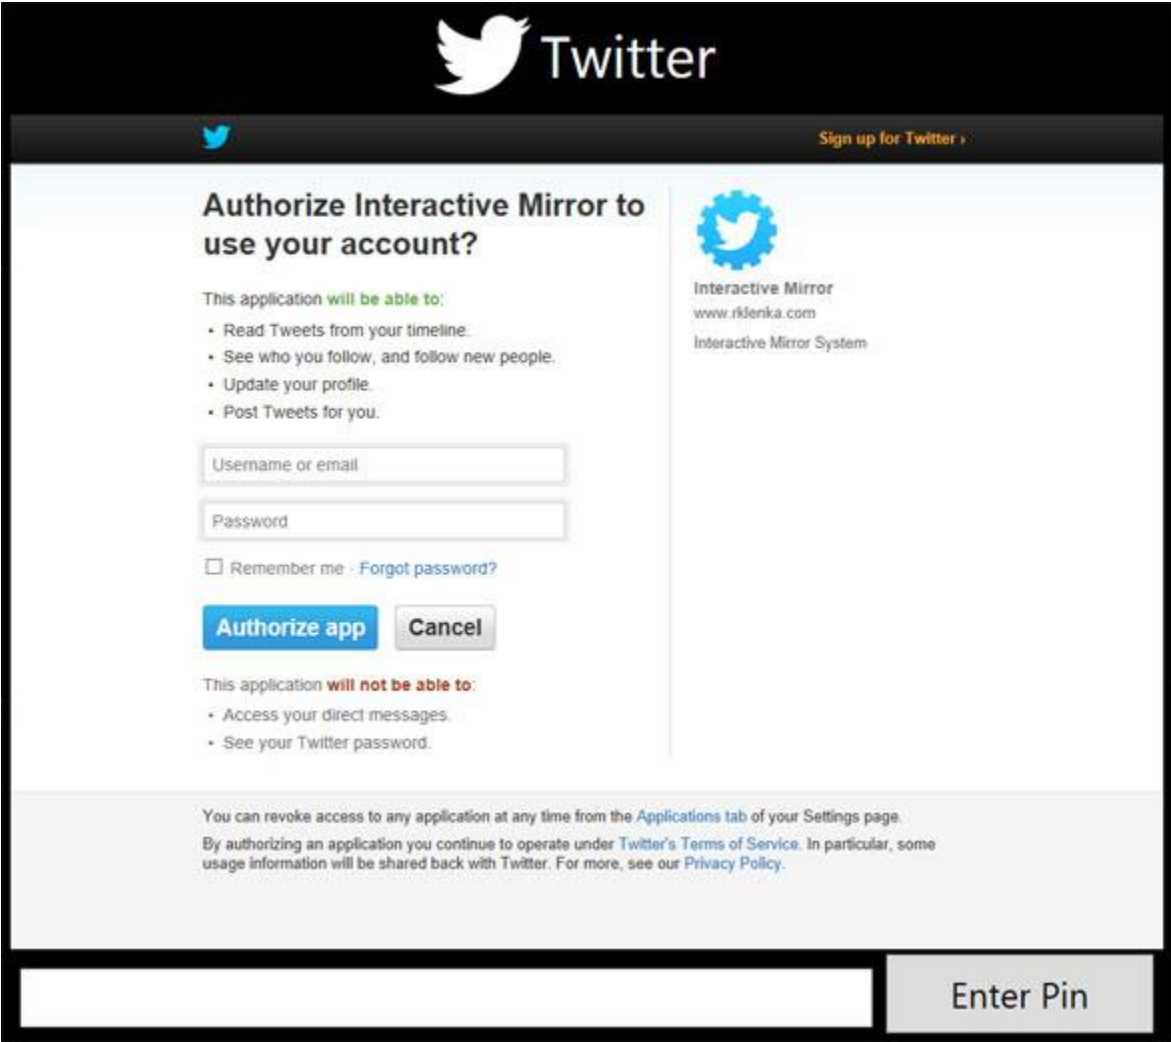 Twitter
Sign up for Twitter ›
Authorize Interactive Mirror to
use your account?
This application will be able to:
• Read Tweets from your timeline.
• See who you follow, and follow new people.
• Update your profile.
• Post Tweets for you.
Username or email
Password
Remember me · Forgot password?
Authorize app
Cancel
This application will not be able to:
• Access your direct messages.
• See your Twitter password.
Interactive Mirror
www.rklenka.com
Interactive Mirror System
You can revoke access to any application at any time from the Applications tab of your Settings page.
By authorizing an application you continue to operate under Twitter's Terms of Service. In particular, some
usage information will be shared back with Twitter. For more, see our Privacy Policy.
Enter Pin